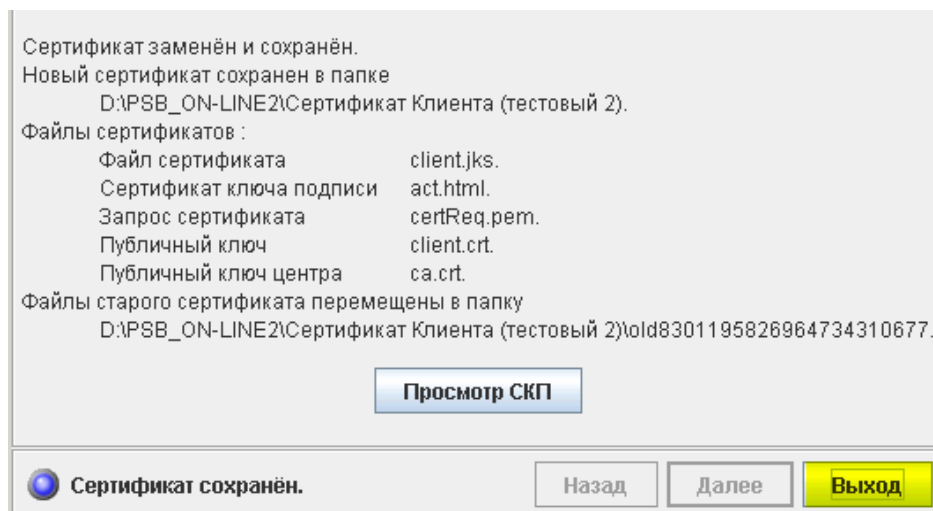 Сертификат заменён и сохранён.
Новый сертификат сохранен в папке
D:\PSB_ON-LINE2\Сертификат Клиента (тестовый 2).
Файлы сертификатов :
Файл сертификата client.jks.
Сертификат ключа подписи act.html.
Запрос сертификата certReq.pem.
Публичный ключ client.crt.
Публичный ключ центра ca.crt.
Файлы старого сертификата перемещены в папку
D:\PSB_ON-LINE2\Сертификат Клиента (тестовый 2)\old8301195826964734310677.
Просмотр СКП
Сертификат сохранён. Назад Далее Выход